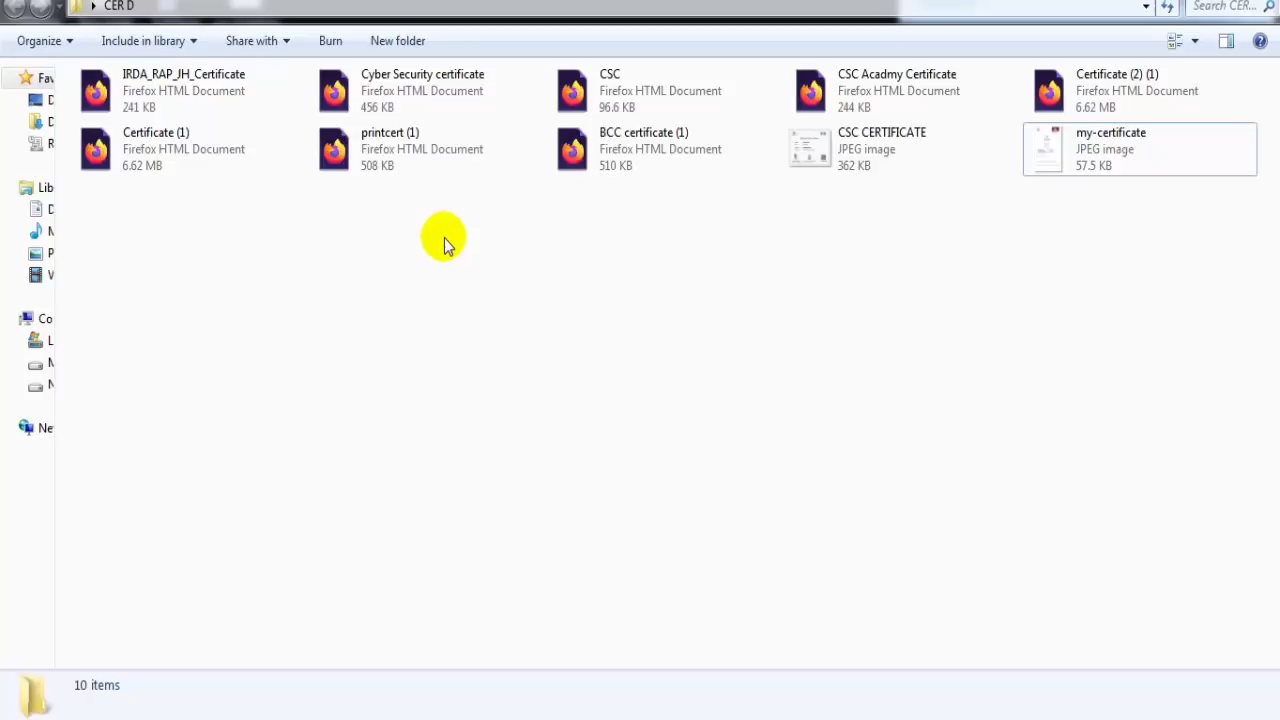 CER D
Search CER...
Organize
Include in library
Share with
Burn
New folder
Fav
D
D
R
Lib
D
M
P
V
Co
L
M
N
Ne
IRDA_RAP_JH_Certificate
Firefox HTML Document
241 KB
Cyber Security certificate
Firefox HTML Document
456 KB
CSC
Firefox HTML Document
96.6 KB
CSC Acadmy Certificate
Firefox HTML Document
244 KB
Certificate (2) (1)
Firefox HTML Document
6.62 MB
Certificate (1)
Firefox HTML Document
6.62 MB
printcert (1)
Firefox HTML Document
508 KB
BCC certificate (1)
Firefox HTML Document
510 KB
CSC CERTIFICATE
JPEG image
362 KB
my-certificate
JPEG image
57.5 KB
10 items